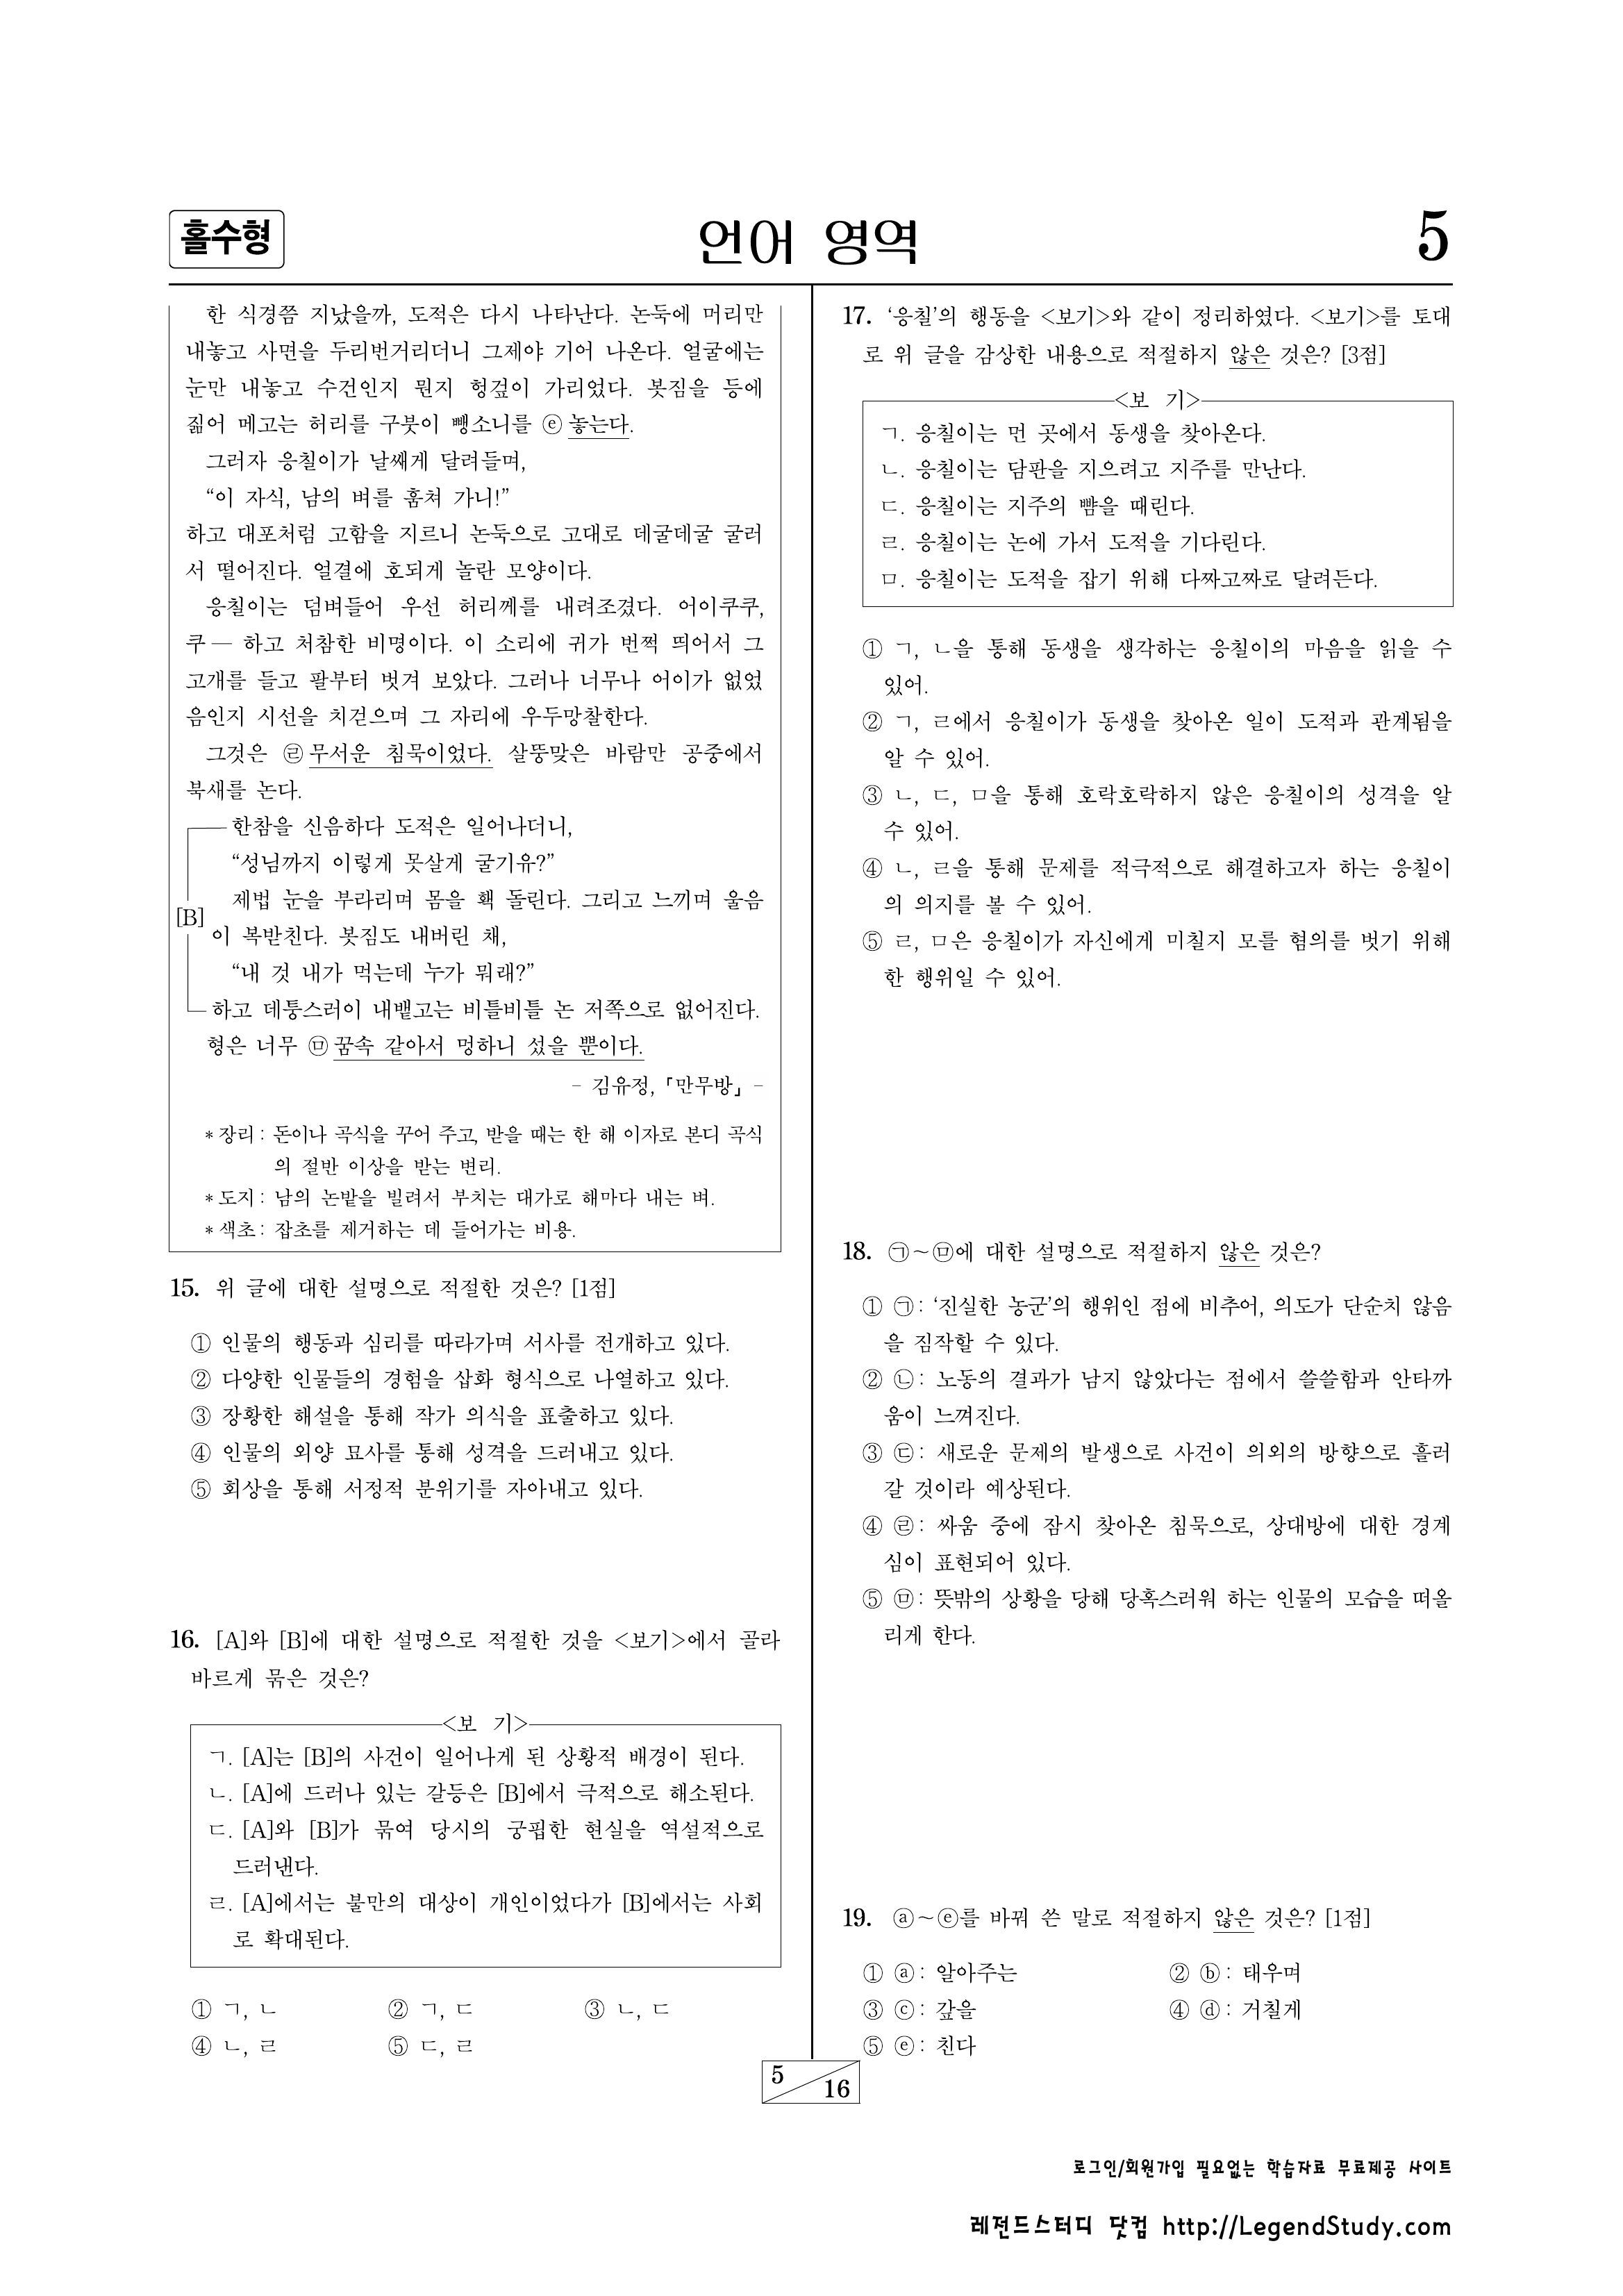 홀수형
언어 영역
5
한 식경쯤 지났을까, 도적은 다시 나타난다. 논둑에 머리만
내놓고 사면을 두리번거리더니 그제야 기어 나온다. 얼굴에는
눈만 내놓고 수건인지 뭔지 헝겊이 가리었다. 봇짐을 등에
짊어 메고는 허리를 구붓이 뺑소니를 ⓔ 놓는다.
그러자 응칠이가 날쌔게 달려들며,
“이 자식, 남의 벼를 훔쳐 가니!”
하고 대포처럼 고함을 지르니 논둑으로 고대로 데굴데굴 굴러
서 떨어진다. 얼결에 호되게 놀란 모양이다.
응칠이는 덤벼들어 우선 허리께를 내려조겼다. 어이쿠쿠,
쿠― 하고 처참한 비명이다. 이 소리에 귀가 번쩍 띄어서 그
고개를 들고 팔부터 벗겨 보았다. 그러나 너무나 어이가 없었
음인지 시선을 치걷으며 그 자리에 우두망찰한다.
그것은 ㉣ 무서운 침묵이었다. 살뚱맞은 바람만 공중에서
북새를 논다.
한참을 신음하다 도적은 일어나더니,
“성님까지 이렇게 못살게 굴기유?”
제법 눈을 부라리며 몸을 홱 돌린다. 그리고 느끼며 울음
[B]
이 복받친다. 봇짐도 내버린 채,
“내 것 내가 먹는데 누가 뭐래?”
하고 데퉁스러이 내뱉고는 비틀비틀 논 저쪽으로 없어진다.
형은 너무 ㉤ 꿈속 같아서 멍하니 섰을 뿐이다.
- 김유정, 「만무방」 -
* 장리 : 돈이나 곡식을 꾸어 주고, 받을 때는 한 해 이자로 본디 곡식
의 절반 이상을 받는 변리.
* 도지 : 남의 논밭을 빌려서 부치는 대가로 해마다 내는 벼.
* 색초 : 잡초를 제거하는 데 들어가는 비용.
15. 위 글에 대한 설명으로 적절한 것은? [1점]
① 인물의 행동과 심리를 따라가며 서사를 전개하고 있다.
② 다양한 인물들의 경험을 삽화 형식으로 나열하고 있다.
③ 장황한 해설을 통해 작가 의식을 표출하고 있다.
④ 인물의 외양 묘사를 통해 성격을 드러내고 있다.
⑤ 회상을 통해 서정적 분위기를 자아내고 있다.
16. [A]와 [B]에 대한 설명으로 적절한 것을 <보기>에서 골라
바르게 묶은 것은?
<보 기>
ㄱ. [A]는 [B]의 사건이 일어나게 된 상황적 배경이 된다.
ㄴ. [A]에 드러나 있는 갈등은 [B]에서 극적으로 해소된다.
ㄷ. [A]와 [B]가 묶여 당시의 궁핍한 현실을 역설적으로
드러낸다.
ㄹ. [A]에서는 불만의 대상이 개인이었다가 [B]에서는 사회
로 확대된다.
① ㄱ, ㄴ ② ㄱ, ㄷ ③ ㄴ, ㄷ
④ ㄴ, ㄹ ⑤ ㄷ, ㄹ
17. ‘응칠’의 행동을 <보기>와 같이 정리하였다. <보기>를 토대
로 위 글을 감상한 내용으로 적절하지 않은 것은? [3점]
<보 기>
ㄱ. 응칠이는 먼 곳에서 동생을 찾아온다.
ㄴ. 응칠이는 담판을 지으려고 지주를 만난다.
ㄷ. 응칠이는 지주의 뺨을 때린다.
ㄹ. 응칠이는 논에 가서 도적을 기다린다.
ㅁ. 응칠이는 도적을 잡기 위해 다짜고짜로 달려든다.
① ㄱ, ㄴ을 통해 동생을 생각하는 응칠이의 마음을 읽을 수
있어.
② ㄱ, ㄹ에서 응칠이가 동생을 찾아온 일이 도적과 관계됨을
알 수 있어.
③ ㄴ, ㄷ, ㅁ을 통해 호락호락하지 않은 응칠이의 성격을 알
수 있어.
④ ㄴ, ㄹ을 통해 문제를 적극적으로 해결하고자 하는 응칠이
의 의지를 볼 수 있어.
⑤ ㄹ, ㅁ은 응칠이가 자신에게 미칠지 모를 혐의를 벗기 위해
한 행위일 수 있어.
18. ㉠~㉤에 대한 설명으로 적절하지 않은 것은?
① ㉠ : ‘진실한 농군’의 행위인 점에 비추어, 의도가 단순치 않음
을 짐작할 수 있다.
② ㉡ : 노동의 결과가 남지 않았다는 점에서 쓸쓸함과 안타까
움이 느껴진다.
③ ㉢ : 새로운 문제의 발생으로 사건이 의외의 방향으로 흘러
갈 것이라 예상된다.
④ ㉣ : 싸움 중에 잠시 찾아온 침묵으로, 상대방에 대한 경계
심이 표현되어 있다.
⑤ ㉤ : 뜻밖의 상황을 당해 당혹스러워 하는 인물의 모습을 떠올
리게 한다.
19. ⓐ~ⓔ를 바꿔 쓴 말로 적절하지 않은 것은? [1점]
① ⓐ : 알아주는 ② ⓑ : 태우며
③ ⓒ : 갚을 ④ ⓓ : 거칠게
⑤ ⓔ : 친다
5
16
로그인/회원가입 필요없는 학습자료 무료제공 사이트
레전드스터디 닷컴 http://LegendStudy.com